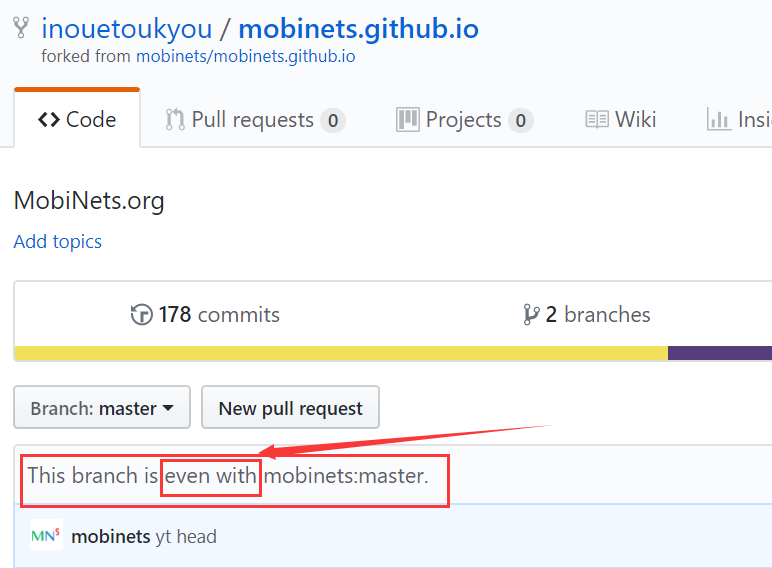 inouetoukyou / mobinets.github.io
forked from mobinets/mobinets.github.io
Code Pull requests 0 Projects 0 Wiki Insi
MobiNets.org
Add topics
178 commits 2 branches
Branch: master New pull request
This branch is even with mobinets:master.
MN$ mobinets yt head